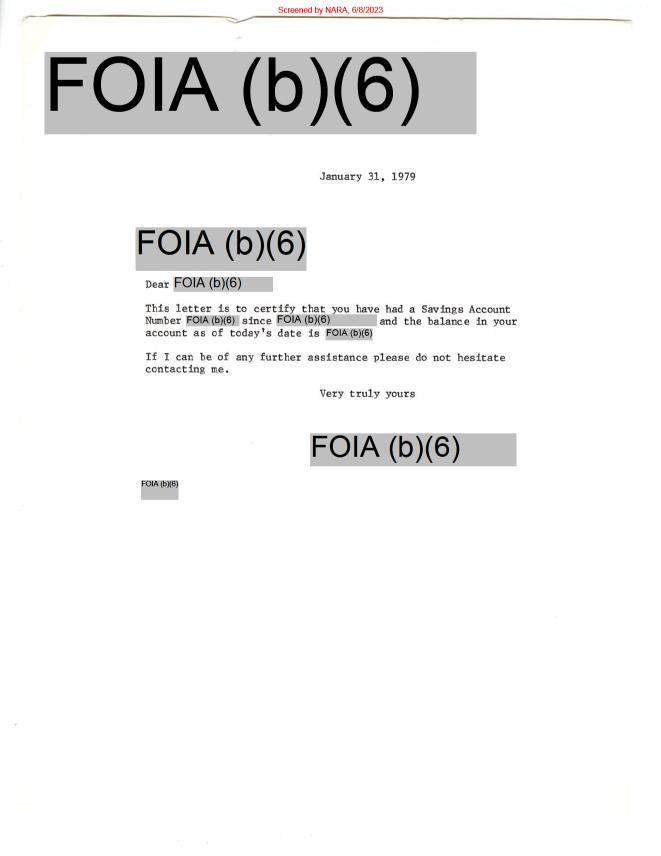 Screened by NARA, 6/8/2023
FOIA (b)(6)
January 31, 1979
FOIA (b)(6)
Dear FOIA (b)(6)
This letter is to certify that you have had a Savings Account
Number FOIA (b)(6) since FOIA (b)(6) and the balance in your
account as of today's date is FOIA (b)(6)
If I can be of any further assistance please do not hesitate
contacting me.
Very truly yours
FOIA (b)(6)
FOIA (b)(6)